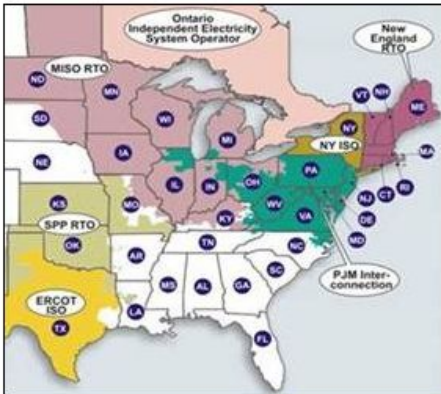 Ontario
Independent Electricity
System Operator
New
England
RTO
MISO RTO
ND
MN
VT
NH
ME
SD
WI
MI
NY
NY ISO
MA
IA
NE
PA
IL
IN
OH
NJ
CT
RI
KS
MO
WV
VA
DE
KY
MD
SPP RTO
OK
TN
NC
AR
SC
PJM Inter-
connection
ERCOT
ISO
MS
AL
GA
TX
LA
FL